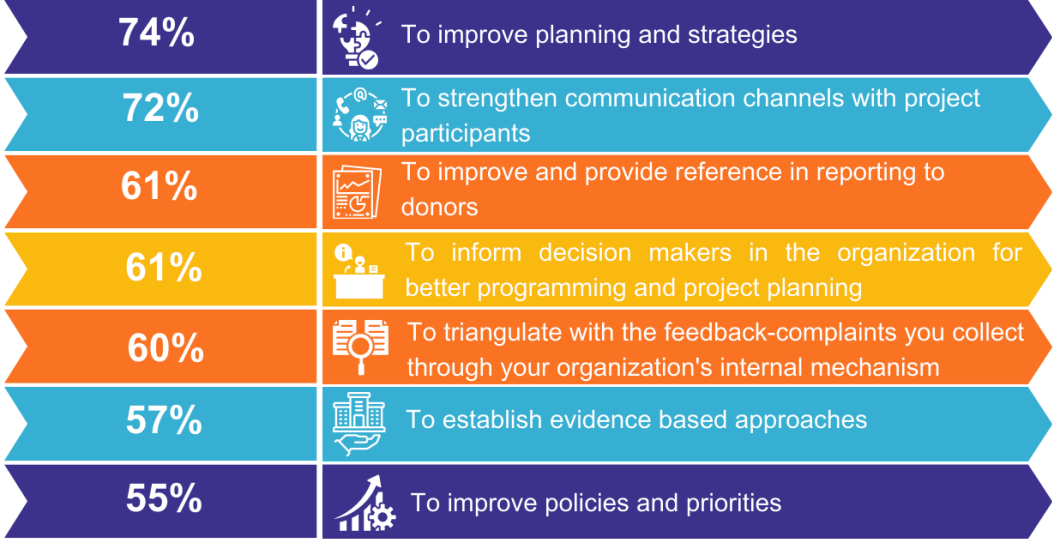 74%
To improve planning and strategies
72%
To strengthen communication channels with project
participants
61%
To improve and provide reference in reporting to
donors
61%
To inform decision makers in the organization for
better programming and project planning
60%
To triangulate with the feedback-complaints you collect
through your organization's internal mechanism
57%
To establish evidence based approaches
55%
To improve policies and priorities